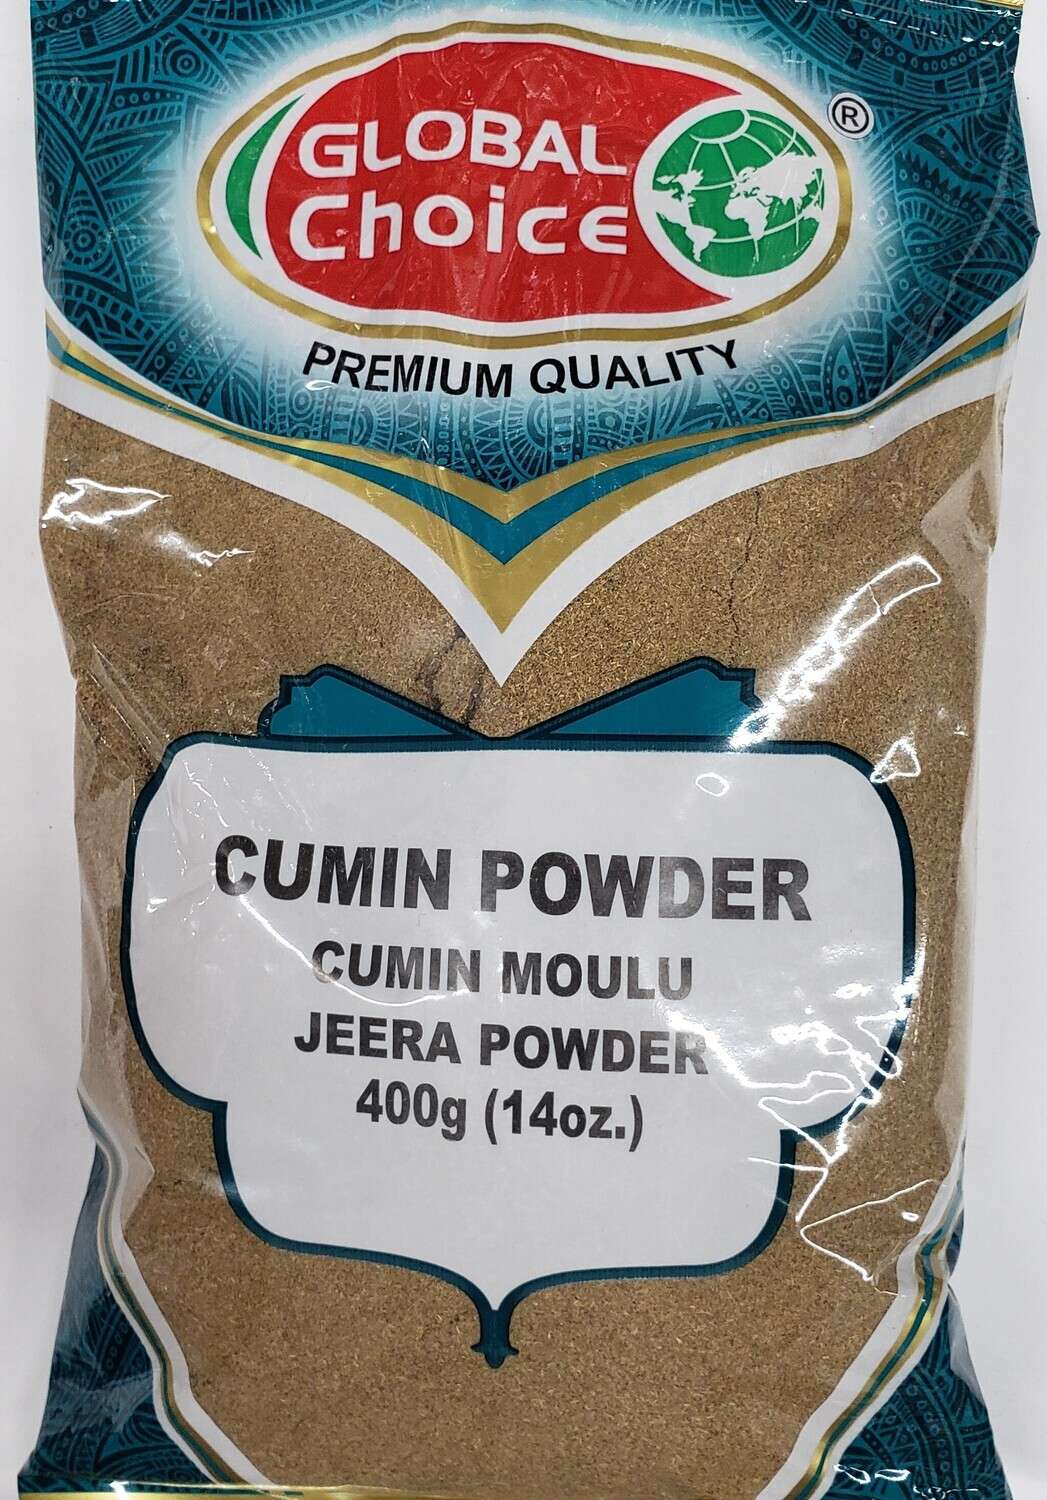 GLOBAL
Choice
®
PREMIUM QUALITY
CUMIN POWDER
CUMIN MOULU
JEERA POWDER
400g (14oz.)